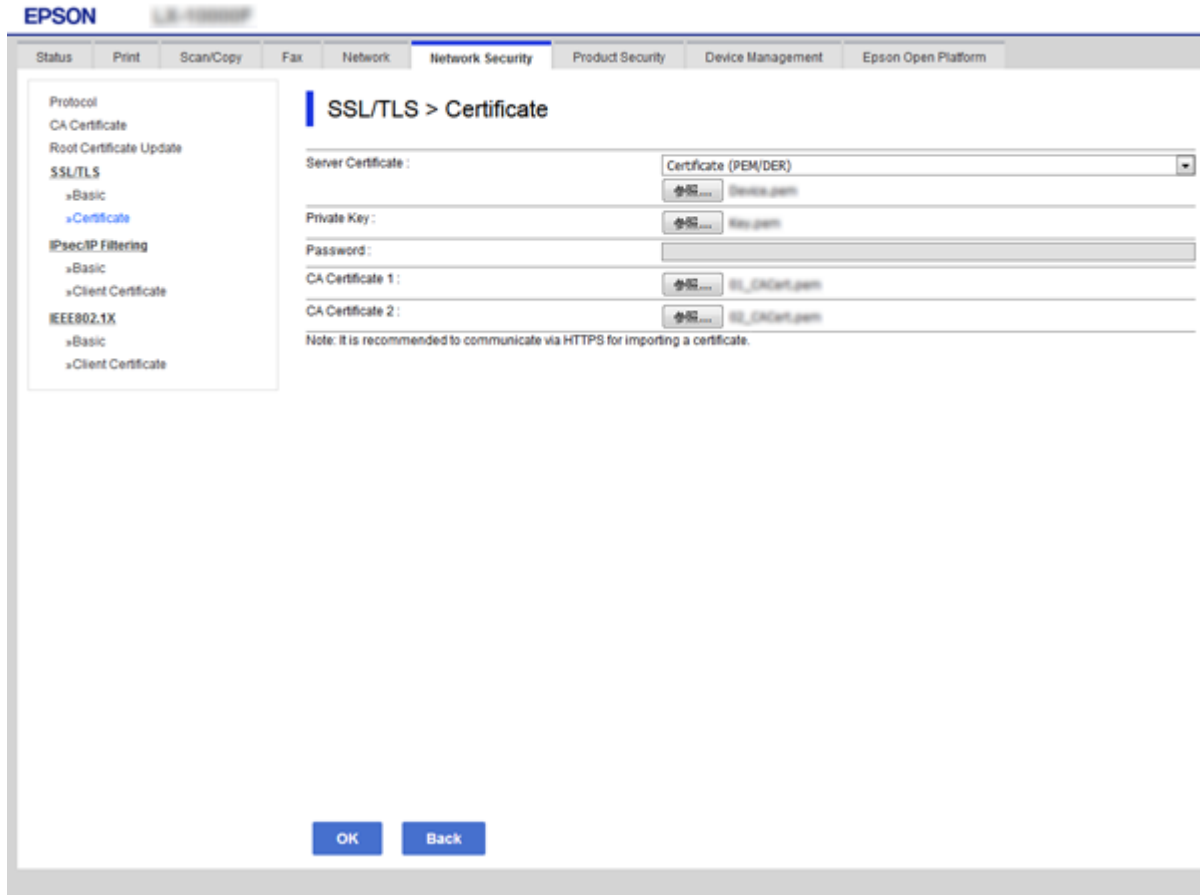 EPSON
Status Print Scan/Copy Fax Network Network Security Product Security Device Management Epson Open Platform
Protocol
CA Certificate
Root Certificate Update
SSL/TLS
»Basic
»Certificate
IPsec/IP Filtering
»Basic
»Client Certificate
IEEE802.1X
»Basic
»Client Certificate
SSL/TLS > Certificate
Server Certificate : Certificate (PEM/DER)
参照...
Private Key : 参照...
Password :
CA Certificate 1 : 参照...
CA Certificate 2 : 参照...
Note: It is recommended to communicate via HTTPS for importing a certificate.
OK Back